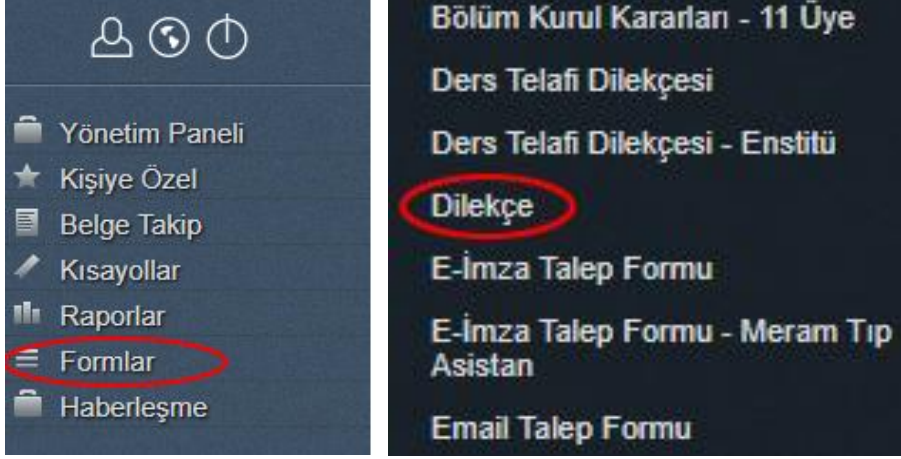 Yönetim Paneli
Kişiye Özel
Belge Takip
Kısayollar
Raporlar
Formlar
Haberleşme
Bölüm Kurul Kararları - 11 Üye
Ders Telafi Dilekçesi
Ders Telafi Dilekçesi - Enstitü
Dilekçe
E-İmza Talep Formu
E-İmza Talep Formu - Meram Tıp
Asistan
Email Talep Formu